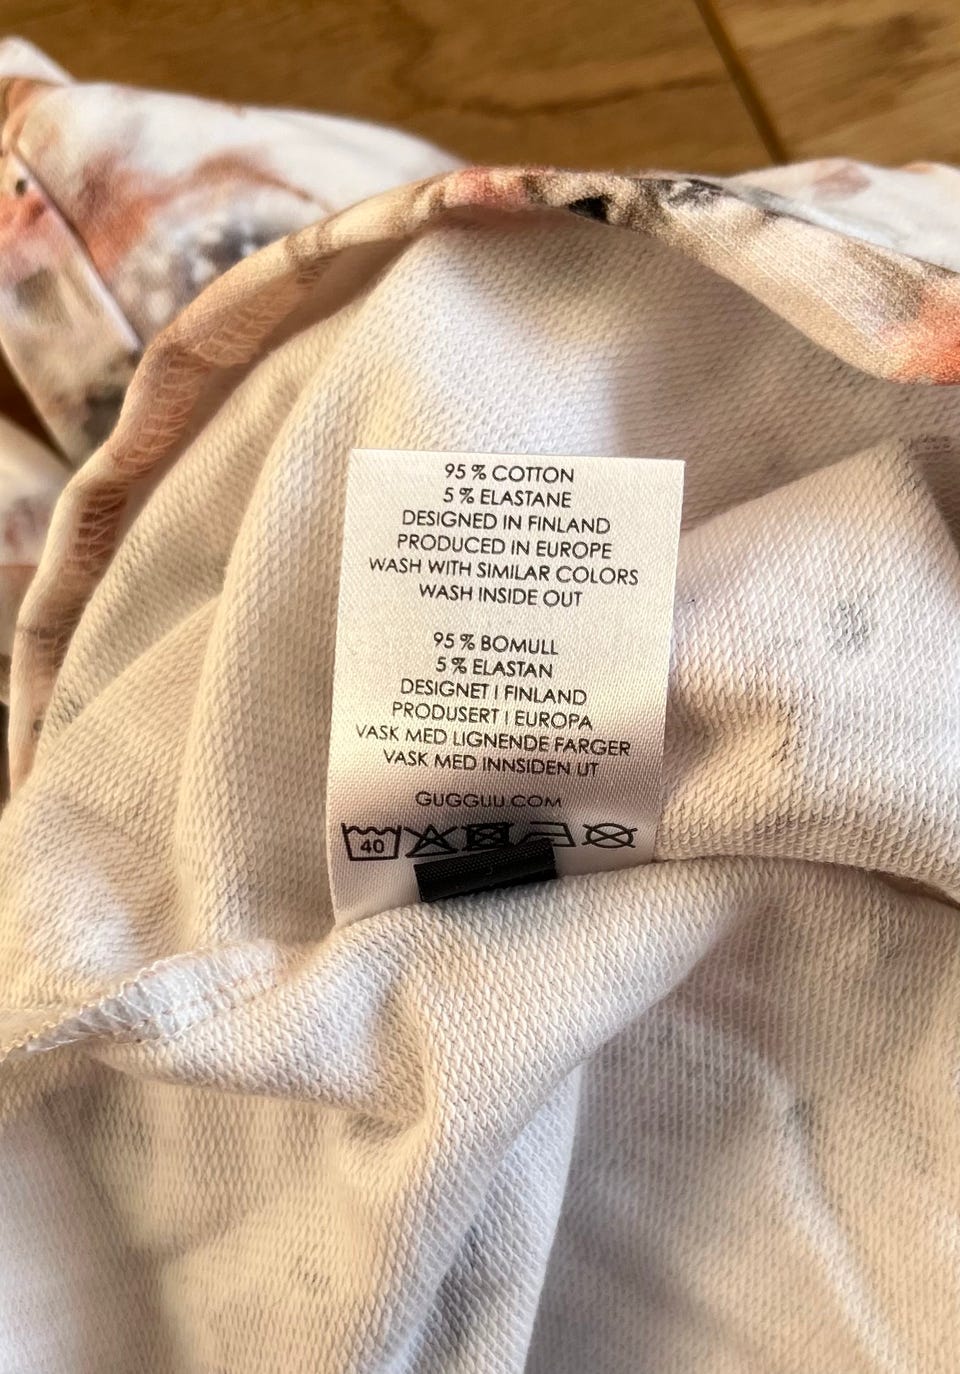 95 % COTTON
5 % ELASTANE
DESIGNED IN FINLAND
PRODUCED IN EUROPE
WASH WITH SIMILAR COLORS
WASH INSIDE OUT
95 % BOMULL
5 % ELASTAN
DESIGNET I FINLAND
PRODUSERT I EUROPA
VASK MED LIGNENDE FARGER
VASK MED INNSIDEN UT
GUGGUU.COM
40